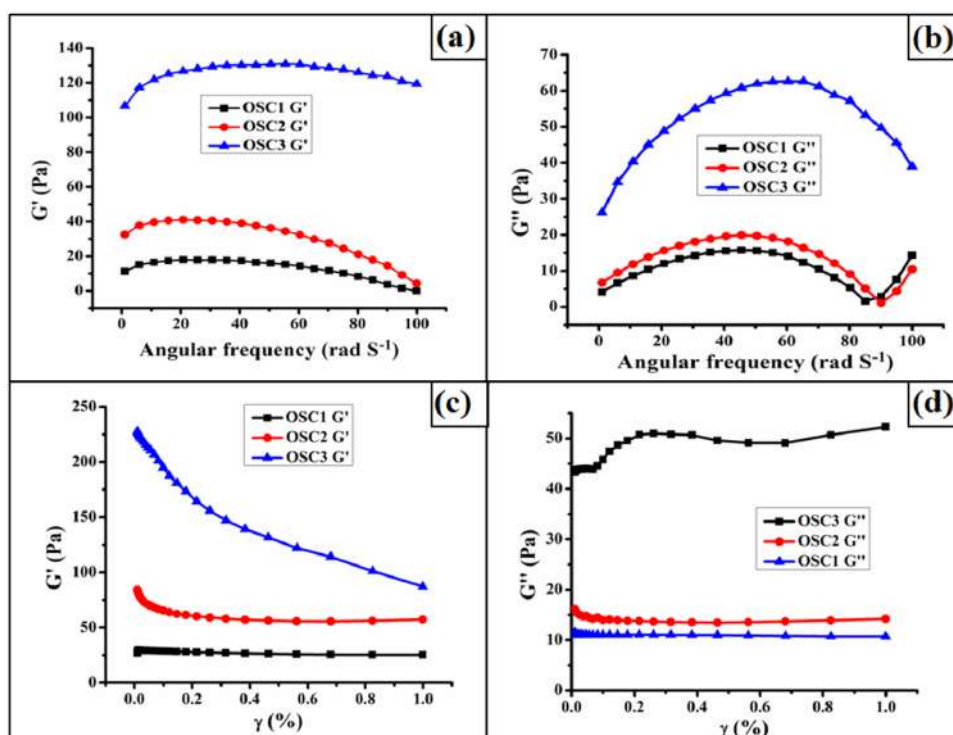 (a)
G' (Pa)
140
120
100
80
60
40
20
0
OSC1 G'
OSC2 G'
OSC3 G'
0 20 40 60 80 100
Angular frequency (rad S⁻¹)
(b)
G'' (Pa)
70
60
50
40
30
20
10
0
OSC1 G''
OSC2 G''
OSC3 G''
0 20 40 60 80 100
Angular frequency (rad S⁻¹)
(c)
G' (Pa)
250
225
200
150
100
50
0
OSC1 G'
OSC2 G'
OSC3 G'
0.0 0.2 0.4 0.6 0.8 1.0
γ (%)
(d)
G'' (Pa)
60
50
40
30
20
10
0
OSC3 G''
OSC2 G''
OSC1 G''
0.0 0.2 0.4 0.6 0.8 1.0
γ (%)